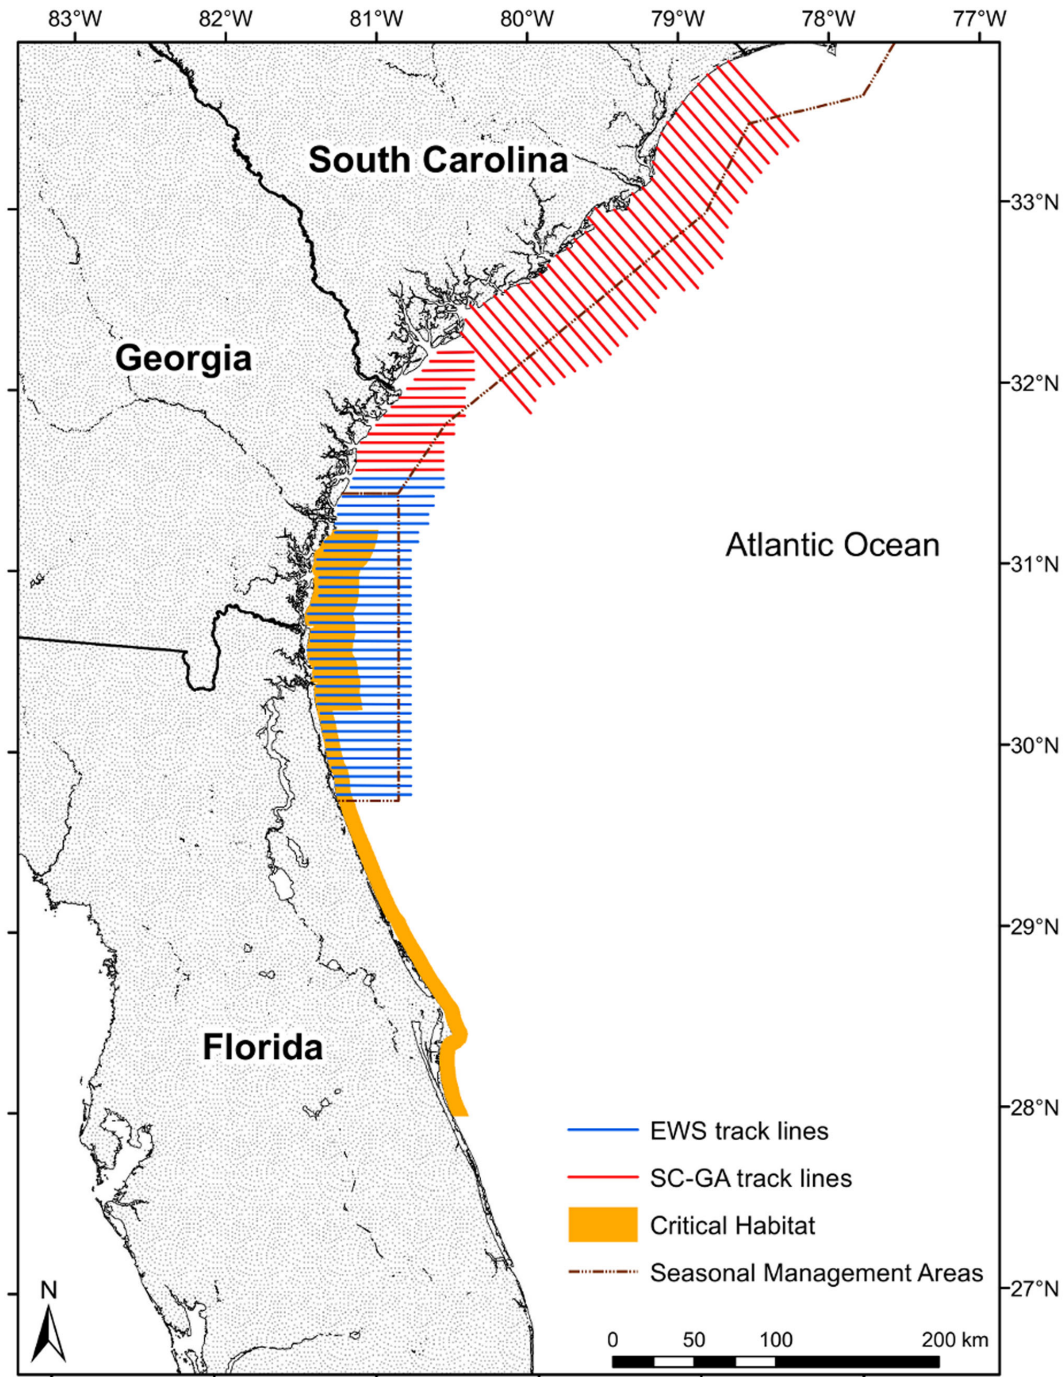 83°W 82°W 81°W 80°W 79°W 78°W 77°W
South Carolina
33°N
Georgia
32°N
Atlantic Ocean
31°N
30°N
29°N
Florida
28°N
EWS track lines
SC-GA track lines
Critical Habitat
Seasonal Management Areas
27°N
N
0 50 100 200 km